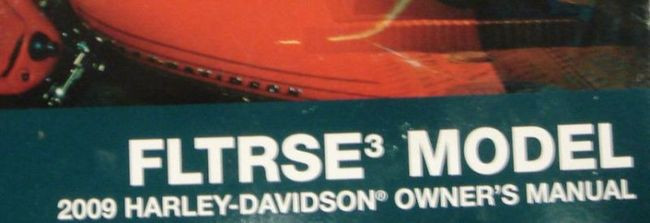 FLTRSE³ MODEL
2009 HARLEY-DAVIDSON® OWNER'S MANUAL